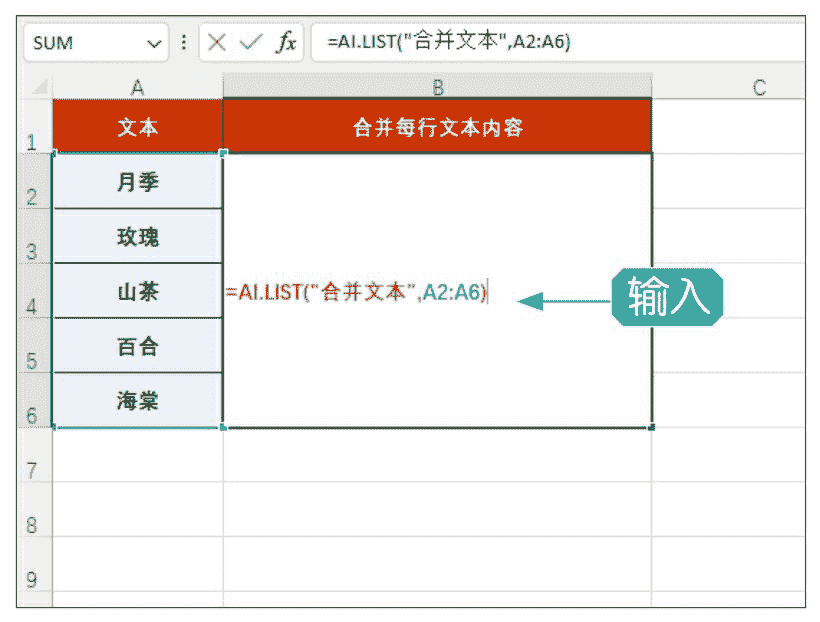 SUM fx =AI.LIST("合并文本",A2:A6)
A B C
1 文本 合并每行文本内容
2 月季
3 玫瑰
4 山茶 =AI.LIST("合并文本",A2:A6) 输入
5 百合
6 海棠
7
8
9